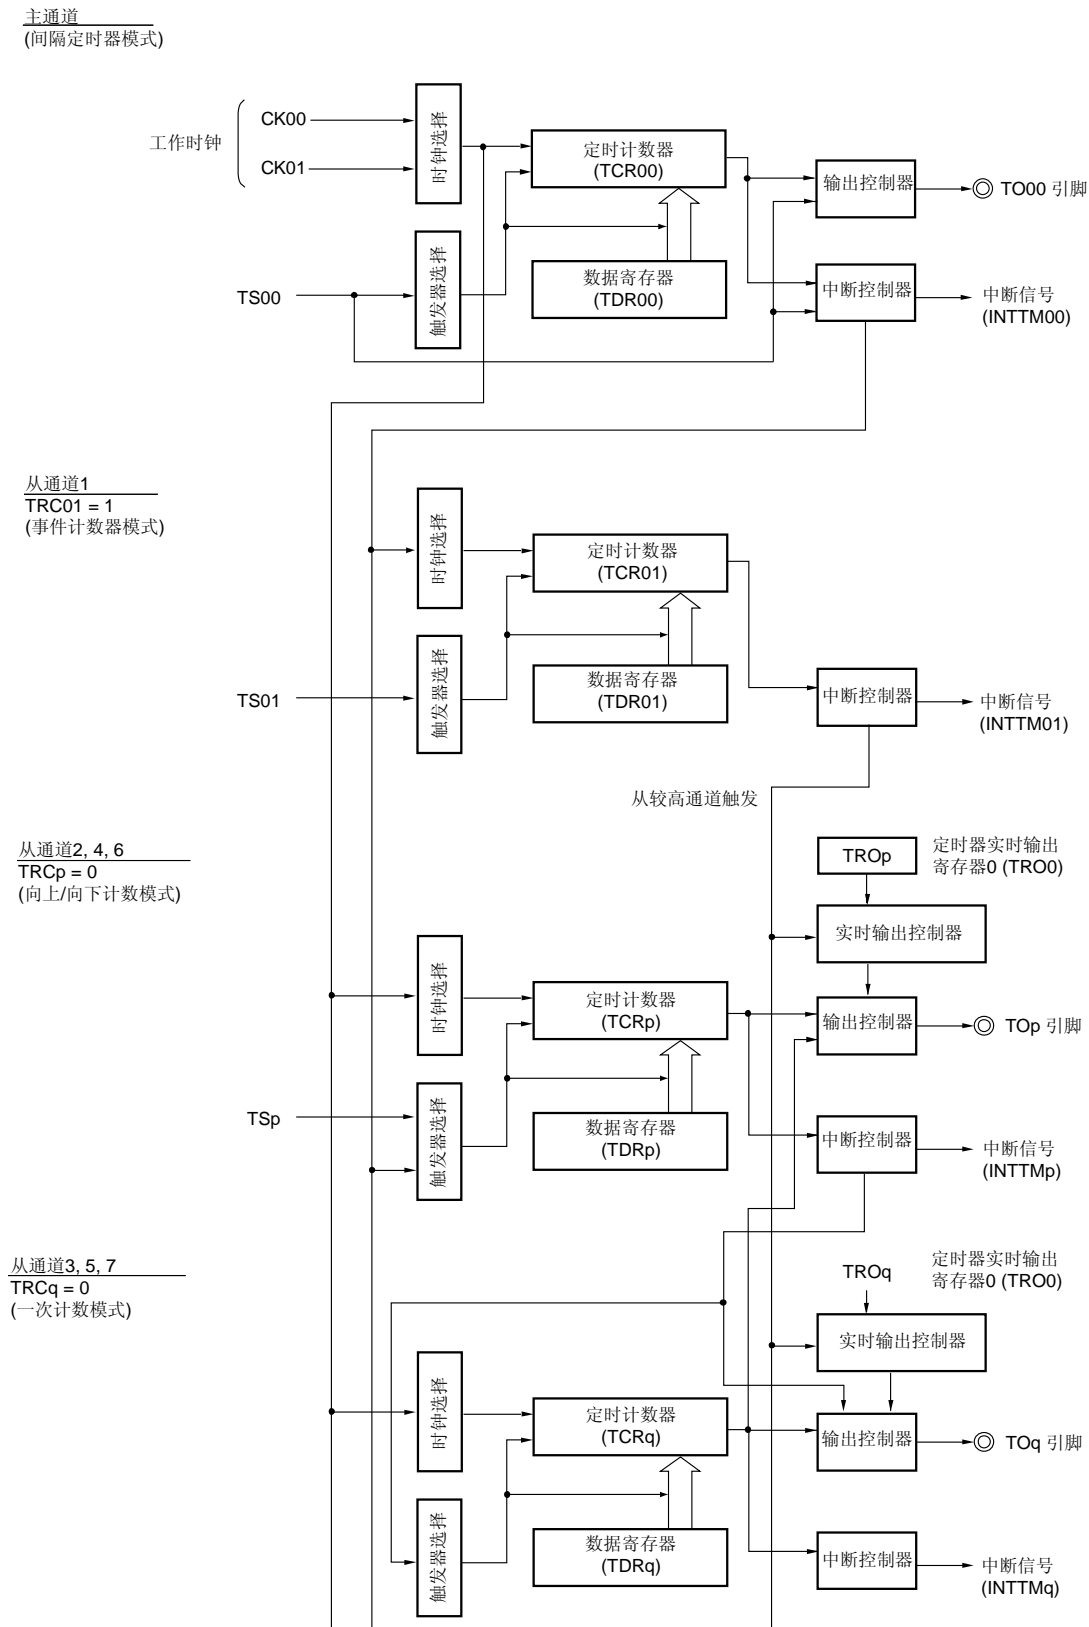 主通道
(间隔定时器模式)
工作时钟
CK00
CK01
时钟选择
定时计数器
(TCR00)
输出控制器
TO00 引脚
TS00
触发器选择
数据寄存器
(TDR00)
中断控制器
中断信号
(INTTM00)
从通道1
TRC01 = 1
(事件计数器模式)
时钟选择
定时计数器
(TCR01)
TS01
触发器选择
数据寄存器
(TDR01)
中断控制器
中断信号
(INTTM01)
从较高通道触发
从通道2, 4, 6
TRCp = 0
(向上/向下计数模式)
TROp
定时器实时输出
寄存器0 (TRO0)
实时输出控制器
时钟选择
定时计数器
(TCRp)
输出控制器
TOp 引脚
TSp
触发器选择
数据寄存器
(TDRp)
中断控制器
中断信号
(INTTMp)
从通道3, 5, 7
TRCq = 0
(一次计数模式)
TROq
定时器实时输出
寄存器0 (TRO0)
实时输出控制器
时钟选择
定时计数器
(TCRq)
输出控制器
TOq 引脚
触发器选择
数据寄存器
(TDRq)
中断控制器
中断信号
(INTTMq)